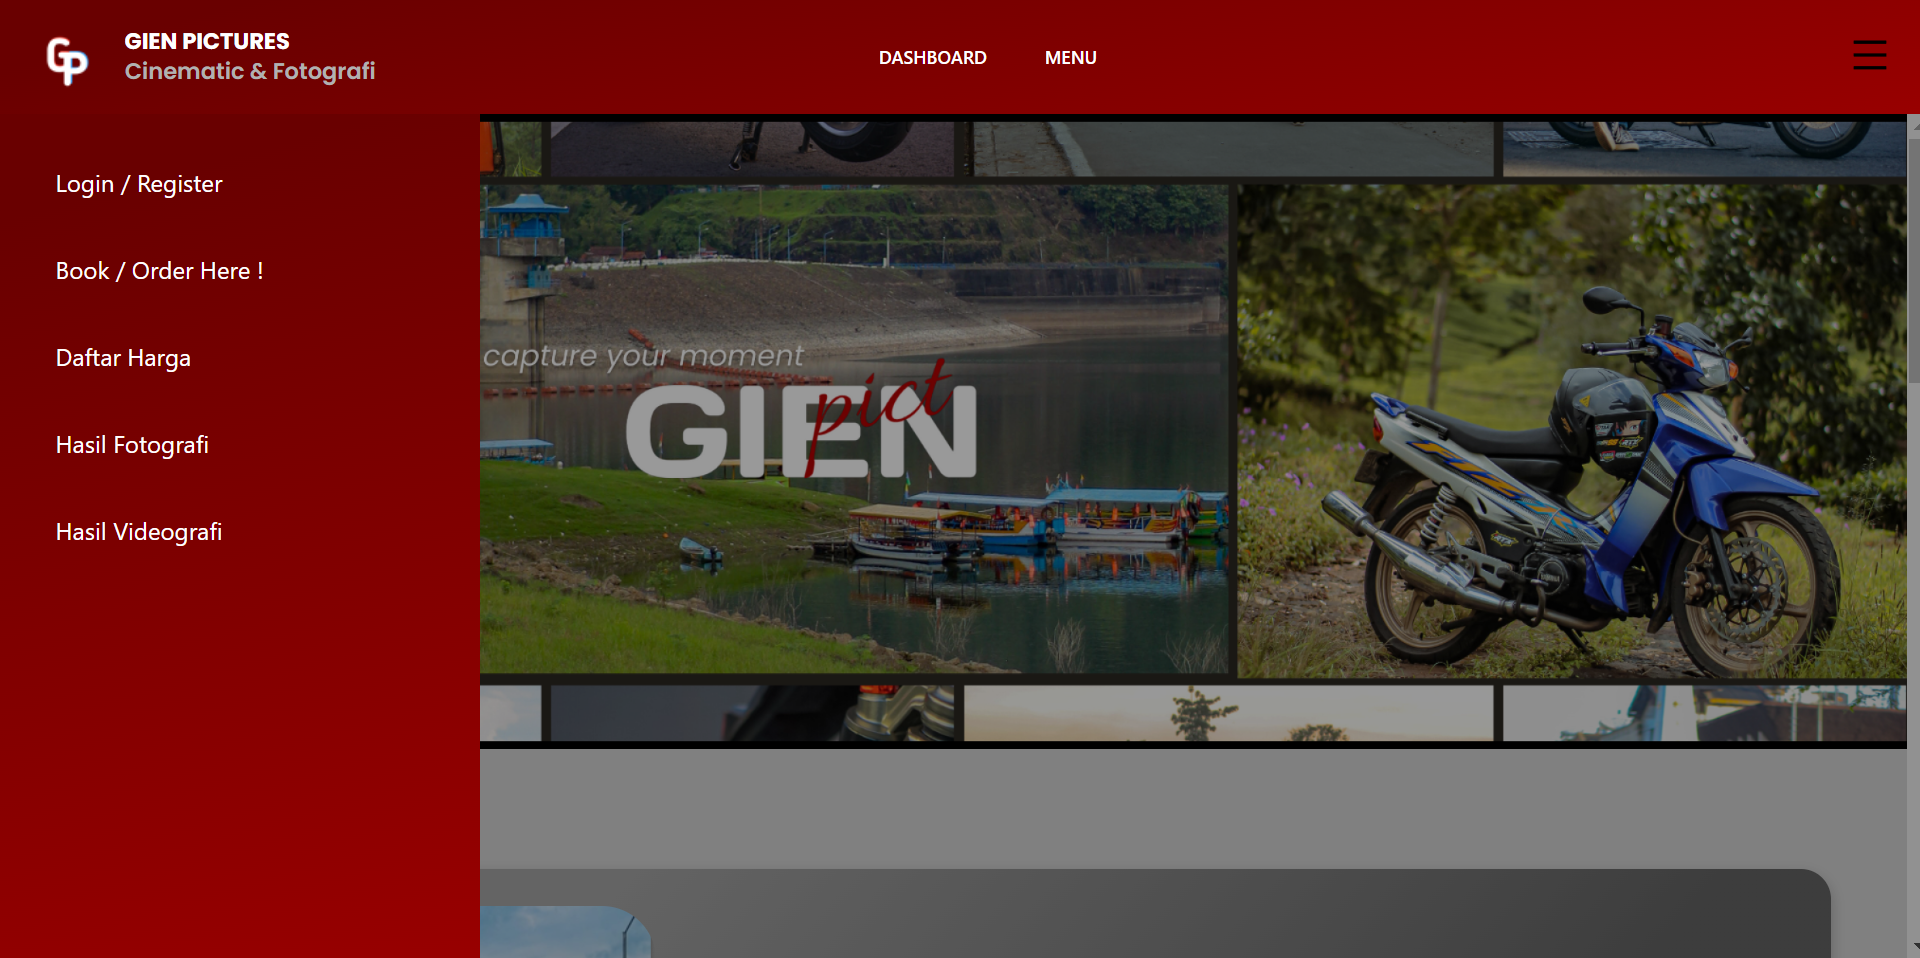 GP
GIEN PICTURES
Cinematic & Fotografi
DASHBOARD
MENU
Login / Register
Book / Order Here !
Daftar Harga
Hasil Fotografi
Hasil Videografi
capture your moment
GIEN
pict